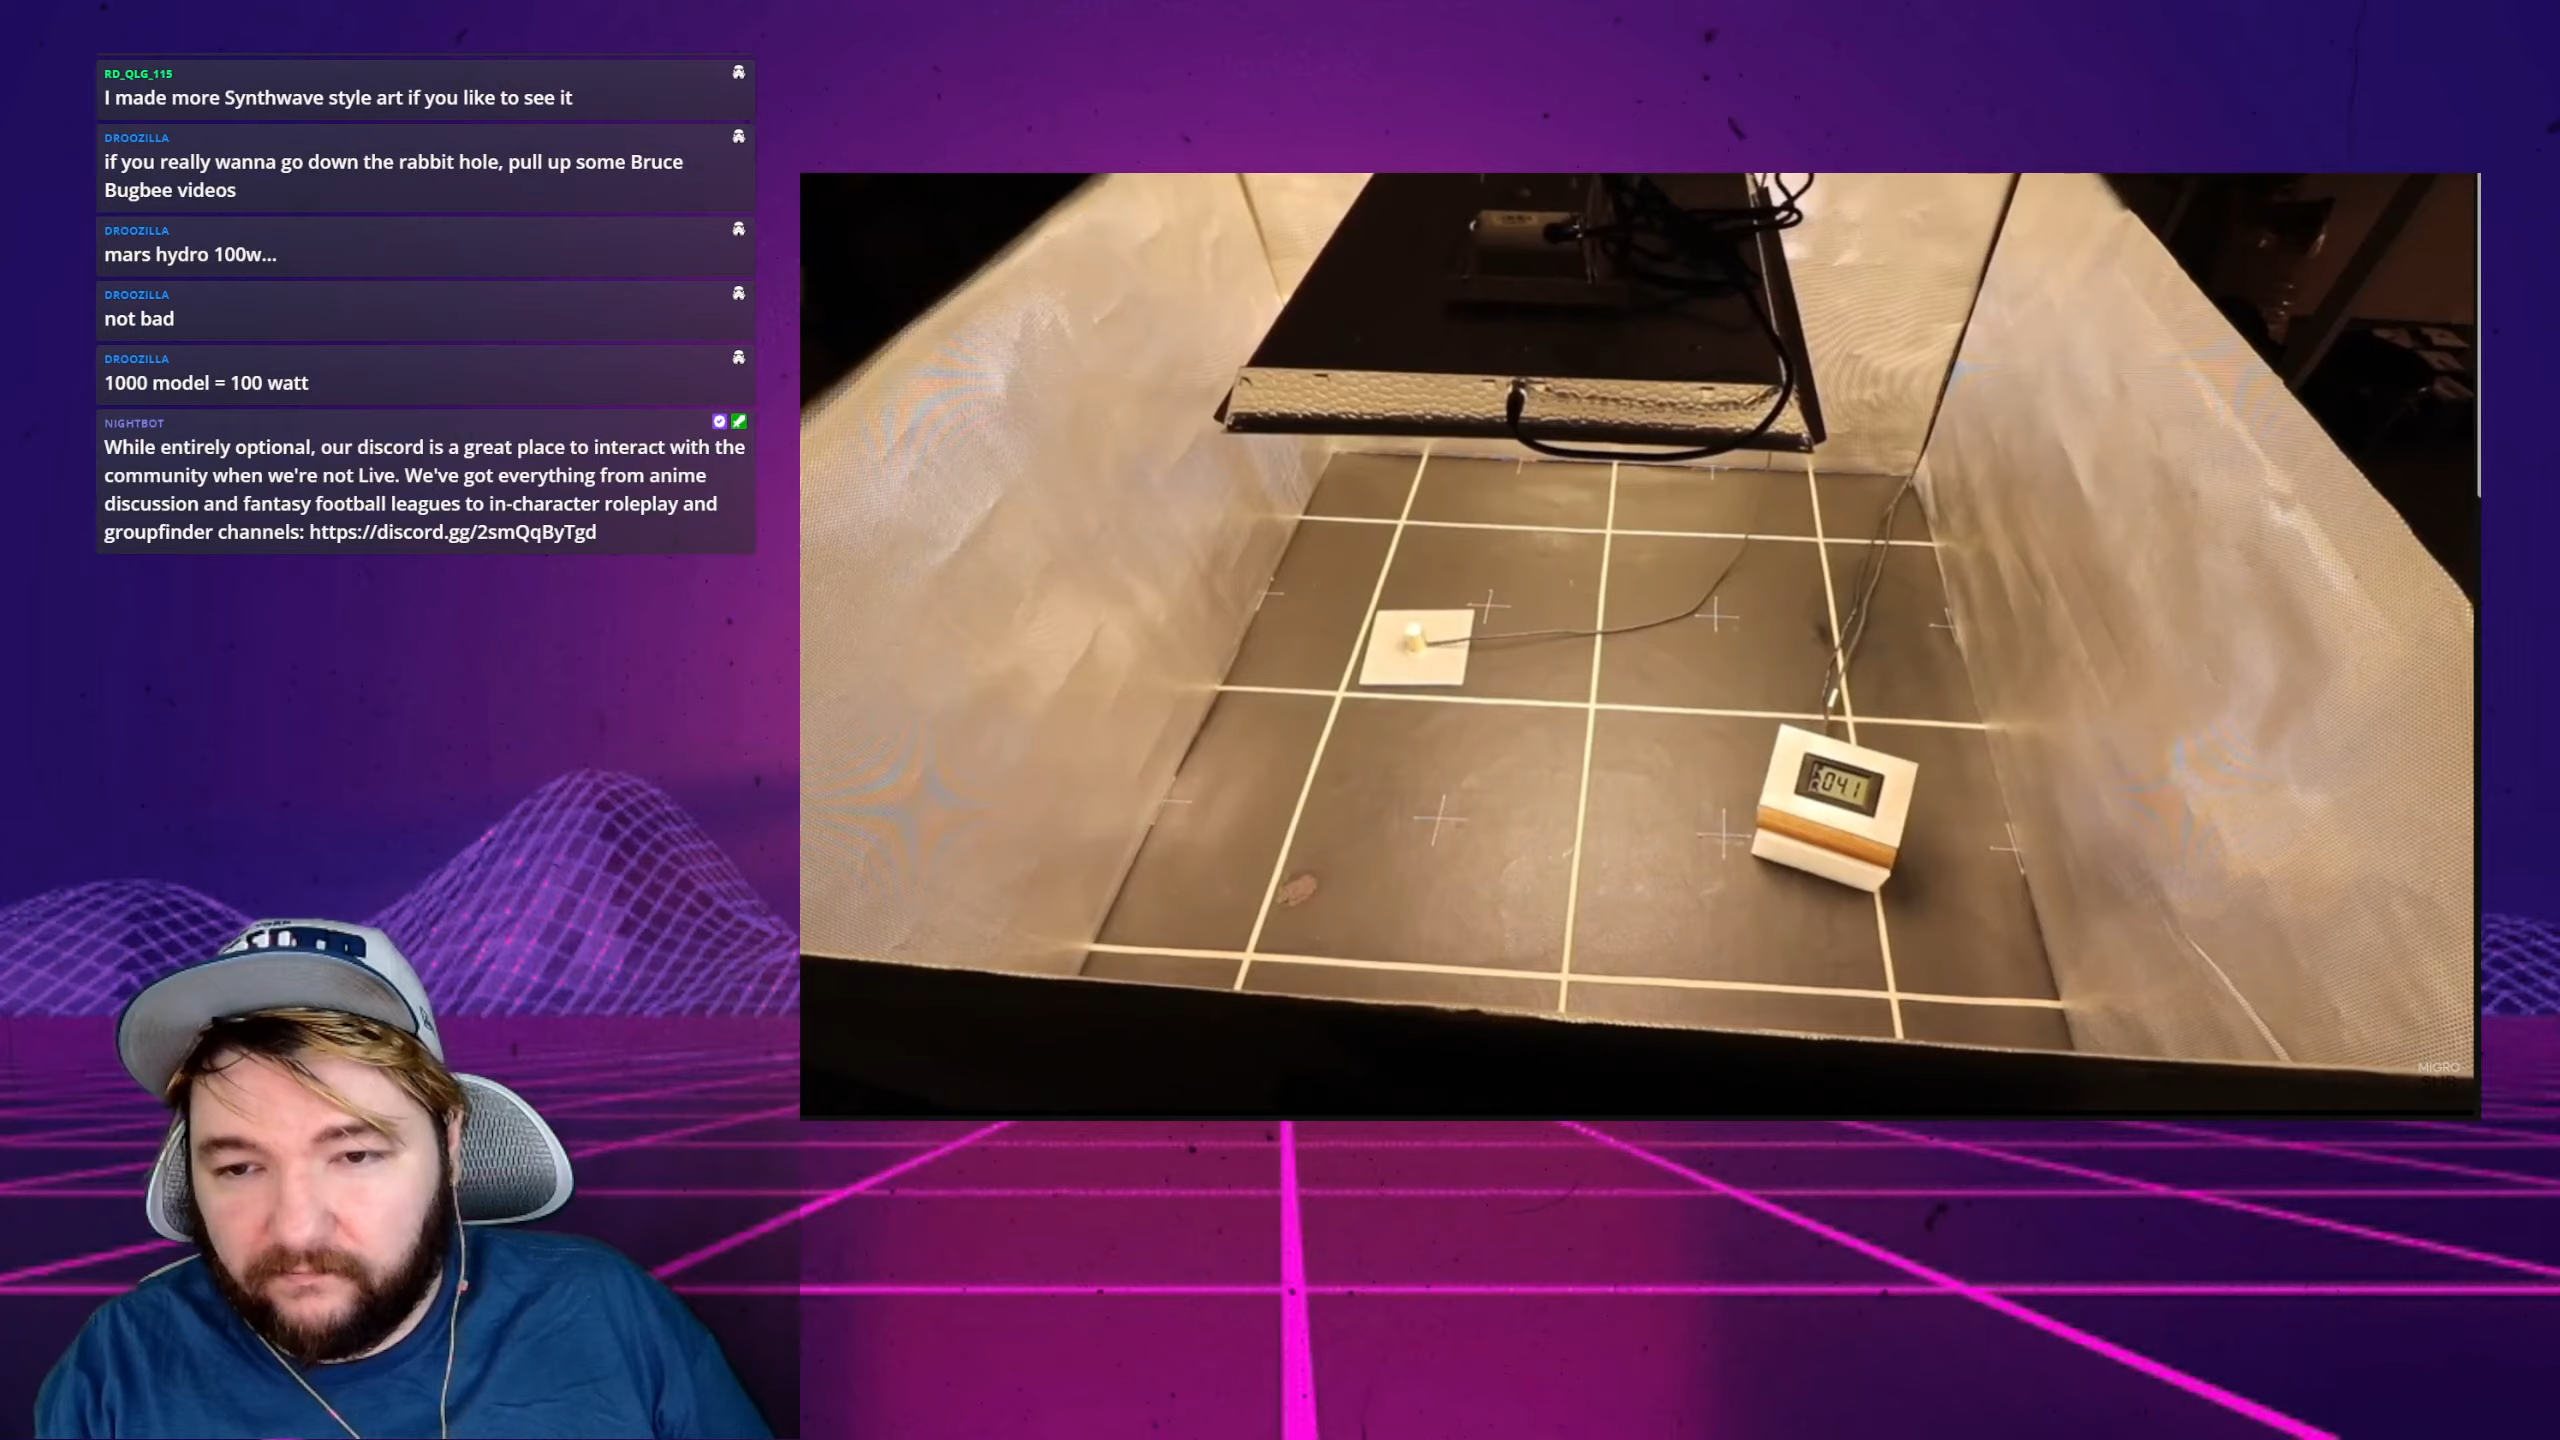 RD_QLG_115
I made more Synthwave style art if you like to see it
DROOZILLA
if you really wanna go down the rabbit hole, pull up some Bruce
Bugbee videos
DROOZILLA
mars hydro 100w...
DROOZILLA
not bad
DROOZILLA
1000 model = 100 watt
NIGHTBOT
While entirely optional, our discord is a great place to interact with the
community when we're not Live. We've got everything from anime
discussion and fantasy football leagues to in-character roleplay and
groupfinder channels: https://discord.gg/2smQqByTgd
041
MIGRO